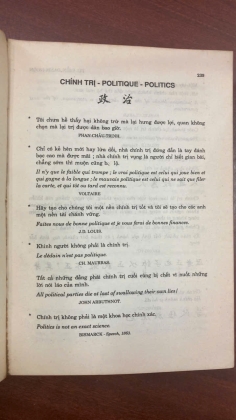 339
CHÍNH TRỊ - POLITIQUE - POLITICS
政 治
* Tôi chưa hề thấy hại không trừ mà lợi hưng được lợi, quan không
chọn mà lại trị được dân bao giờ.
PHAN-CHÂU-TRINH.
* Chỉ có kẻ hèn mới hay lừa dối, nhà chính trị đúng đắn là tay đánh
bạc cao mà được mãi ; nhà chính trị vụng là người chỉ biết gian bài,
chẳng sớm thì muộn cũng bị lộ.
Il n'y que le faible qui trompe ; le vrai politique est celui qui joue bien et
qui gagne à la longue ; le mauvais politique est celui qui ne sait que filer
la carte, et qui tôt ou tard est reconnu.
VOLTAIRE
* Hãy tạo cho chúng tôi một nền chính trị tốt và tôi sẽ tạo cho các anh
một nền tài chánh vững.
Faites nous de bonne politique et je vous ferai de bonnes finances.
J.D. LOUIS.
* Khinh người không phải là chính trị.
Le dédain n'est pas politique.
CH. MAURRAS.
* Tất cả những đảng phái chính trị cuối cùng bị chết vì nuốt những
lời nói láo của mình.
All political parties die at last of swallowing their own lies!
JOHN ARBUTHNOT.
* Chính trị không phải là một khoa học chính xác.
Politics is not an exact science.
BISMARCK - Speech, 1863.